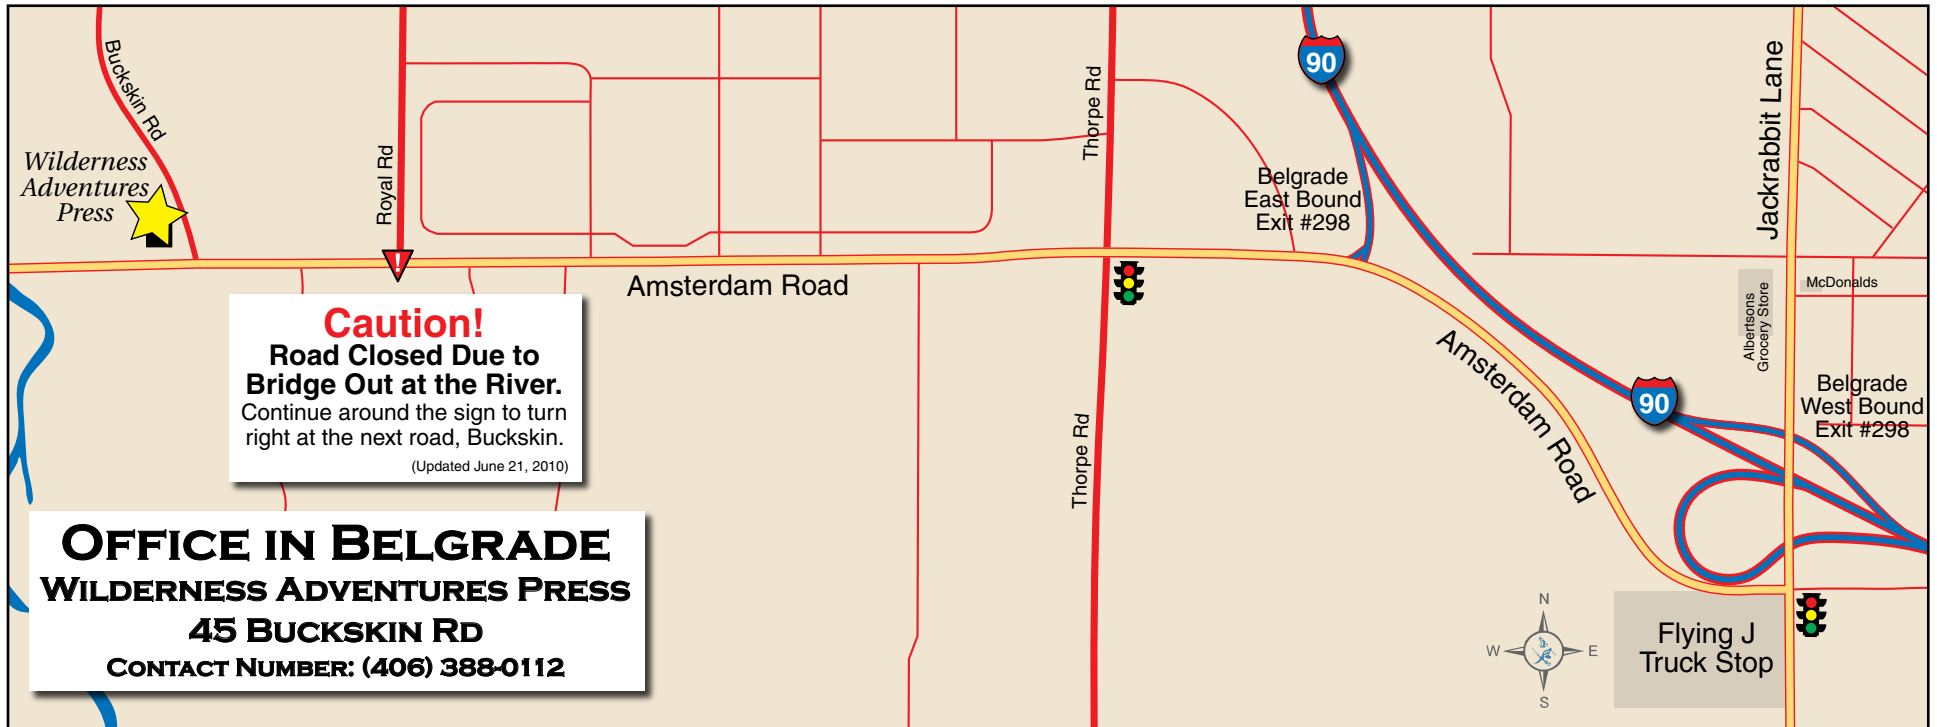 Buckskin Rd
Wilderness
Adventures
Press
Royal Rd
!
Thorpe Rd
90
Jackrabbit Lane
Belgrade
East Bound
Exit #298
Amsterdam Road
McDonalds
Albertsons
Grocery Store
Caution!
Road Closed Due to
Bridge Out at the River.
Continue around the sign to turn
right at the next road, Buckskin.
(Updated June 21, 2010)
Amsterdam Road
90
Belgrade
West Bound
Exit #298
Thorpe Rd
OFFICE IN BELGRADE
WILDERNESS ADVENTURES PRESS
45 BUCKSKIN RD
CONTACT NUMBER: (406) 388-0112
N
W
E
S
Flying J
Truck Stop